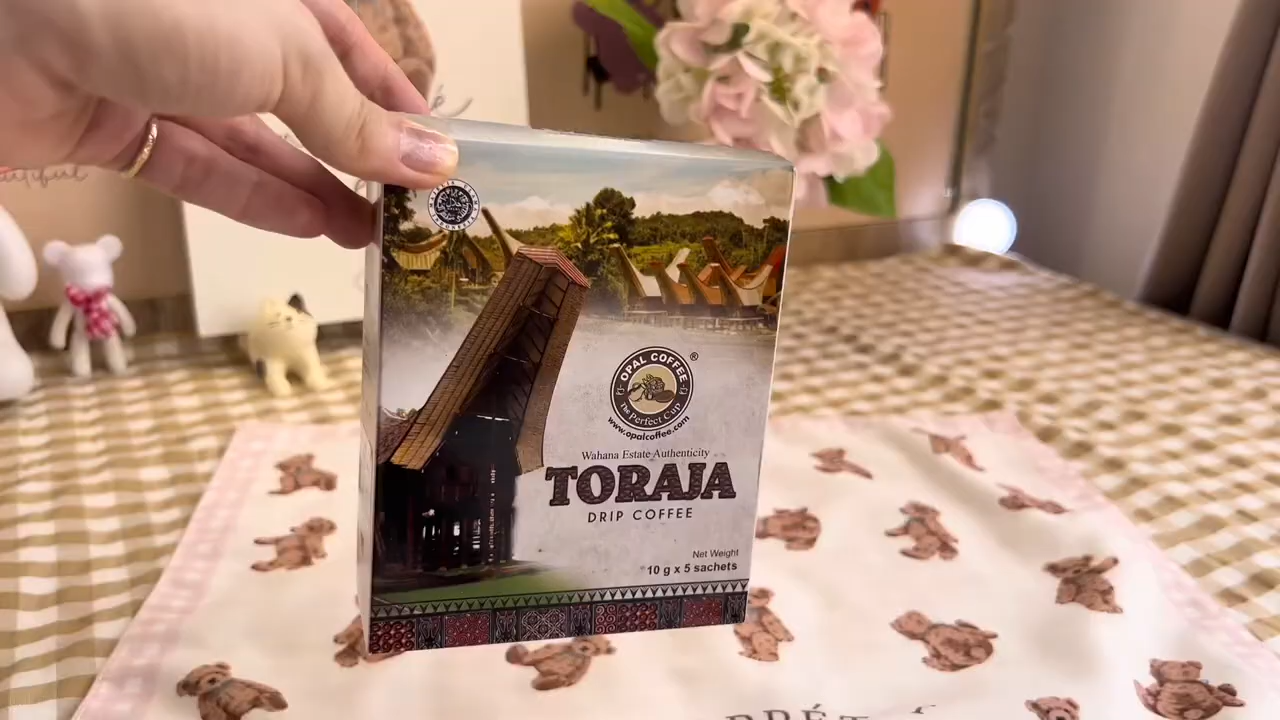 OPAL COFFEE
®
The Perfect Cup
www.opalcoffee.com
Wahana Estate Authenticity
TORAJA
DRIP COFFEE
Net Weight
10 g x 5 sachets